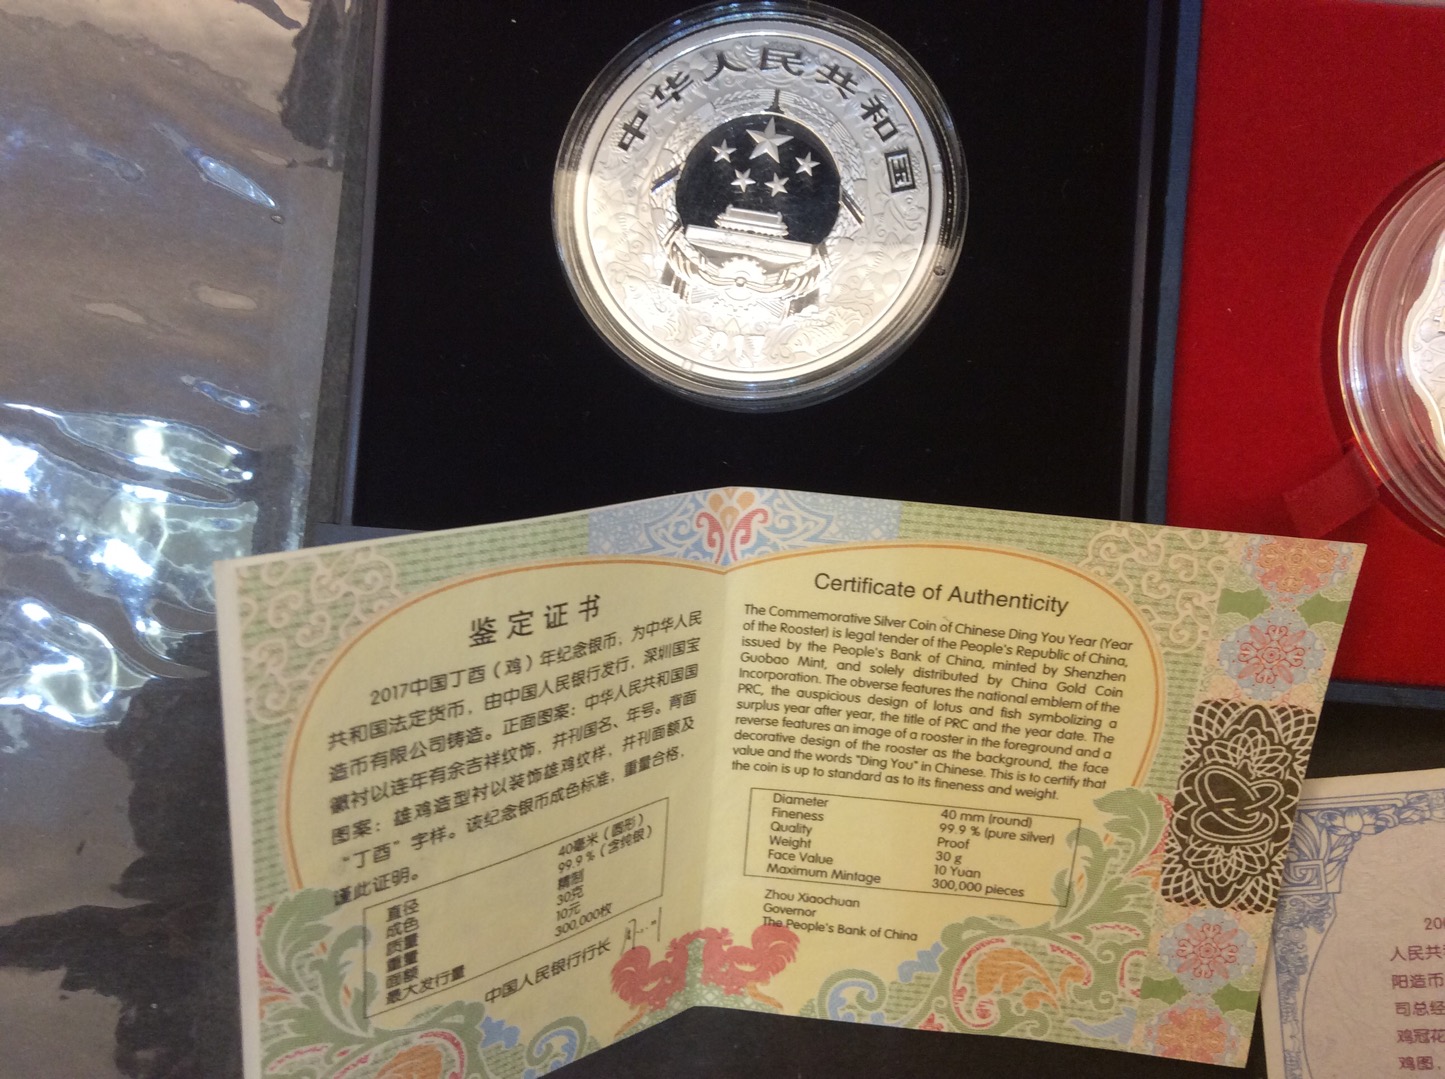 中华人民共和国
2017
鉴定证书
2017中国丁酉（鸡）年纪念银币，为中华人民
共和国法定货币，由中国人民银行发行，深圳国宝
造币有限公司铸造。正面图案：中华人民共和国国
徽衬以连年有余吉祥纹饰，并刊国名、年号。背面
图案：雄鸡造型衬以装饰雄鸡纹样，并刊面额及
“丁酉”字样。该纪念银币成色标准，重量合格，
谨此证明。
直径 40毫米（圆形）
成色 99.9％（含纯银）
质量 精制
重量 30克
面额 10元
最大发行量 300,000枚
中国人民银行行长
Certificate of Authenticity
The Commemorative Silver Coin of Chinese Ding You Year (Year
of the Rooster) is legal tender of the People's Republic of China,
issued by the People's Bank of China, minted by Shenzhen
Guobao Mint, and solely distributed by China Gold Coin
Incorporation. The obverse features the national emblem of the
PRC, the auspicious design of lotus and fish symbolizing a
surplus year after year, the title of PRC and the year date. The
reverse features an image of a rooster in the foreground and a
decorative design of the rooster as the background, the face
value and the words "Ding You" in Chinese. This is to certify that
the coin is up to standard as to its fineness and weight.
Diameter 40 mm (round)
Fineness 99.9 % (pure silver)
Quality Proof
Weight 30 g
Face Value 10 Yuan
Maximum Mintage 300,000 pieces
Zhou Xiaochuan
Governor
The People's Bank of China
200
人民共
阳造币
司总经
鸡冠花
鸡图，